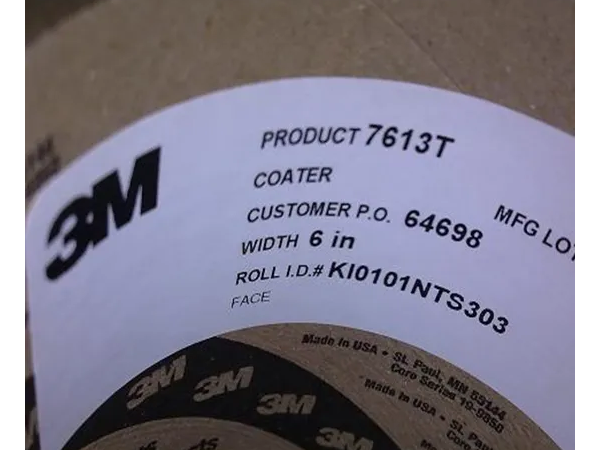 3M
PRODUCT 7613T
COATER
CUSTOMER P.O. 64698
MFG LOT
WIDTH 6 in
ROLL I.D.# KI0101NTS303
FACE
Made in USA • St. Paul, MN 55144
Core Series 19-9850
Made in USA •
3M 3M 3M 3M